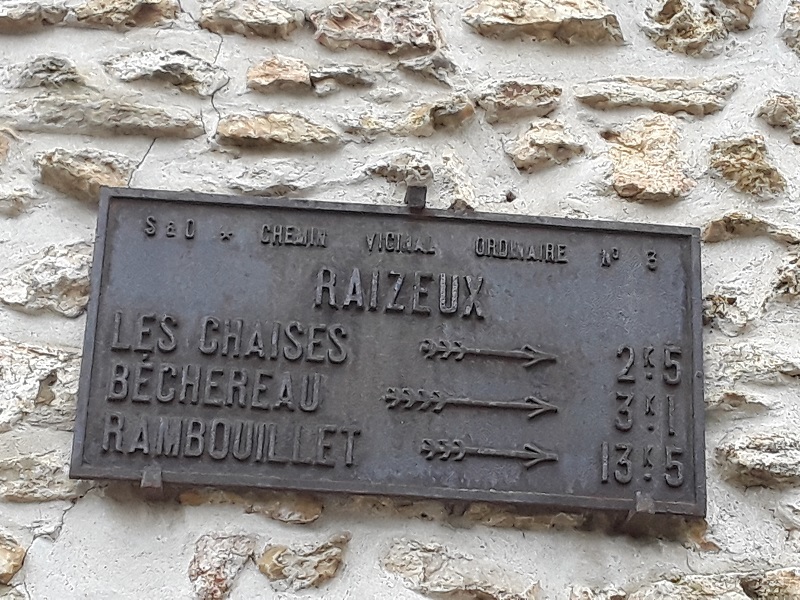 S & O * CHEMIN VICINAL ORDINAIRE Nº 3
RAIZEUX
LES CHAISES 2K5
BÉCHEREAU 3K1
RAMBOUILLET 13K5